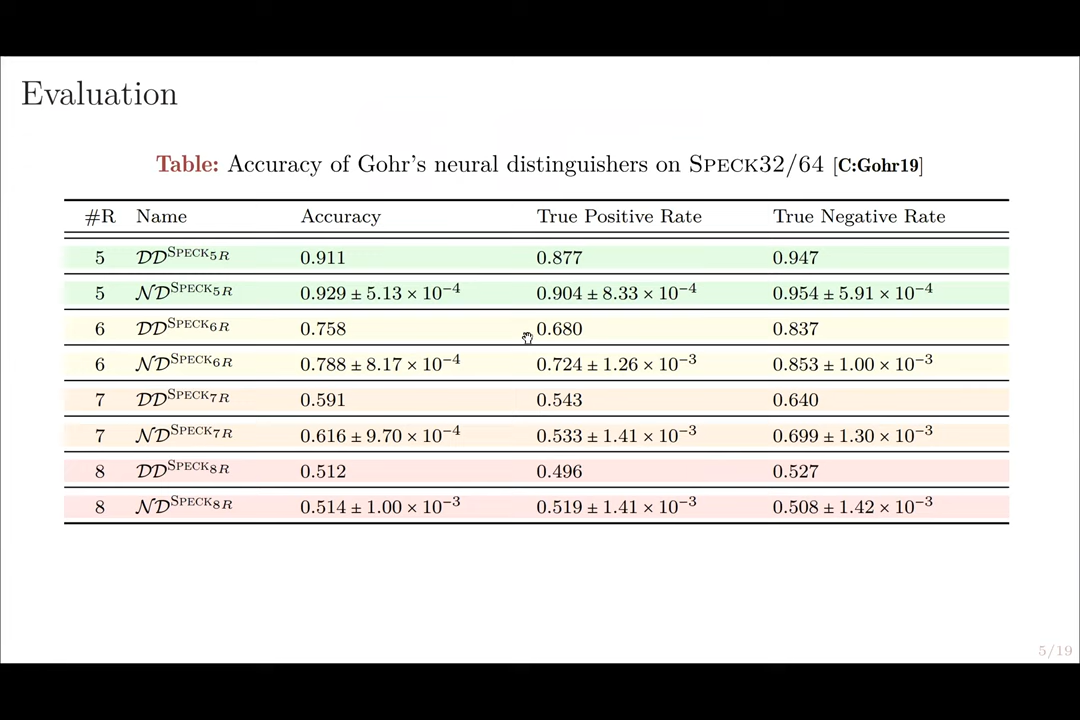 Evaluation
Table: Accuracy of Gohr's neural distinguishers on SPECK32/64 [C:Gohr19]
#R Name Accuracy True Positive Rate True Negative Rate
5 𝒟𝒟^SPECK₅R 0.911 0.877 0.947
5 𝒩𝒟^SPECK₅R 0.929 ± 5.13 × 10⁻⁴ 0.904 ± 8.33 × 10⁻⁴ 0.954 ± 5.91 × 10⁻⁴
6 𝒟𝒟^SPECK₆R 0.758 0.680 0.837
6 𝒩𝒟^SPECK₆R 0.788 ± 8.17 × 10⁻⁴ 0.724 ± 1.26 × 10⁻³ 0.853 ± 1.00 × 10⁻³
7 𝒟𝒟^SPECK₇R 0.591 0.543 0.640
7 𝒩𝒟^SPECK₇R 0.616 ± 9.70 × 10⁻⁴ 0.533 ± 1.41 × 10⁻³ 0.699 ± 1.30 × 10⁻³
8 𝒟𝒟^SPECK₈R 0.512 0.496 0.527
8 𝒩𝒟^SPECK₈R 0.514 ± 1.00 × 10⁻³ 0.519 ± 1.41 × 10⁻³ 0.508 ± 1.42 × 10⁻³
5/19